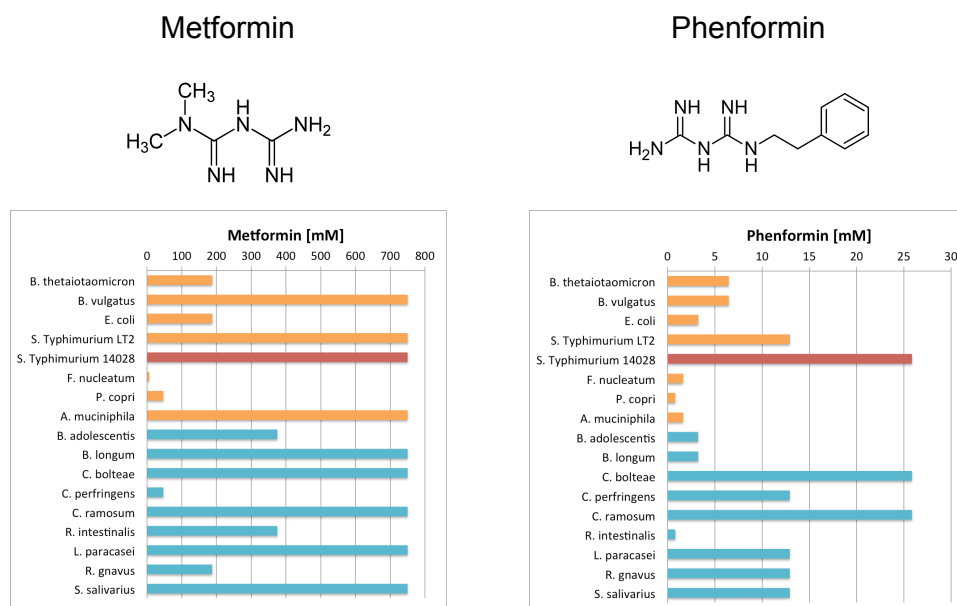 Metformin
CH3
H3C
N
H
N
NH2
NH
NH
Metformin [mM]
0 100 200 300 400 500 600 700 800
B. thetaiotaomicron
B. vulgatus
E. coli
S. Typhimurium LT2
S. Typhimurium 14028
F. nucleatum
P. copri
A. muciniphila
B. adolescentis
B. longum
C. bolteae
C. perfringens
C. ramosum
R. intestinalis
L. paracasei
R. gnavus
S. salivarius
Phenformin
NH
NH
H2N
N
H
N
H
Phenformin [mM]
0 5 10 15 20 25 30
B. thetaiotaomicron
B. vulgatus
E. coli
S. Typhimurium LT2
S. Typhimurium 14028
F. nucleatum
P. copri
A. muciniphila
B. adolescentis
B. longum
C. bolteae
C. perfringens
C. ramosum
R. intestinalis
L. paracasei
R. gnavus
S. salivarius